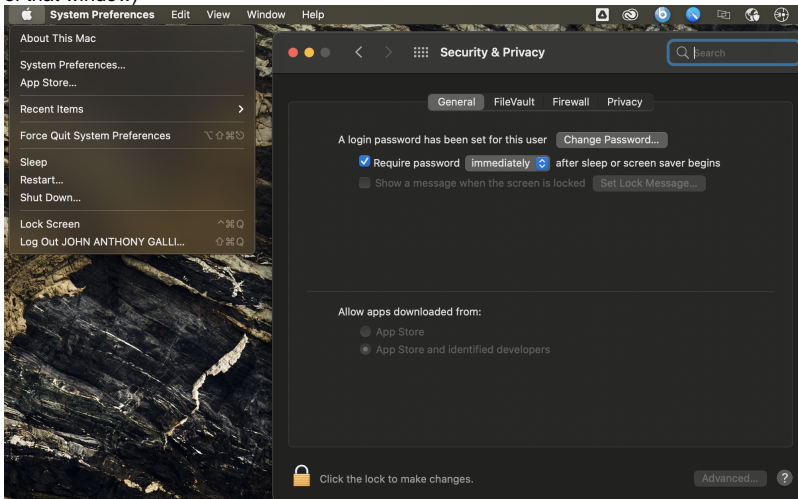 of that window)
System Preferences Edit View Window Help
About This Mac
System Preferences...
App Store...
Recent Items
Force Quit System Preferences ⌥⇧⌘⎋
Sleep
Restart...
Shut Down...
Lock Screen ^⌘Q
Log Out JOHN ANTHONY GALLI... ⇧⌘Q
Security & Privacy
Search
General FileVault Firewall Privacy
A login password has been set for this user Change Password...
Require password immediately after sleep or screen saver begins
Show a message when the screen is locked Set Lock Message...
Allow apps downloaded from:
App Store
App Store and identified developers
Click the lock to make changes.
Advanced... ?